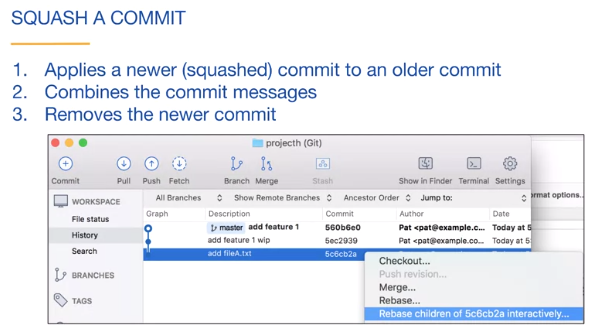 SQUASH A COMMIT
1. Applies a newer (squashed) commit to an older commit
2. Combines the commit messages
3. Removes the newer commit
projecth (Git)
Commit Pull Push Fetch Branch Merge Stash Show in Finder Terminal Settings
WORKSPACE
File status
History
Search
BRANCHES
TAGS
All Branches Show Remote Branches Ancestor Order Jump to:
Graph Description Commit Author Date
master add feature 1 560b6e0 Pat <pat@example.c... Today at 5
add feature 1 wip 5ec2939 Pat <pat@example.co... Today at 5
add fileA.txt 5c6cb2a
rmat options..
Checkout...
Push revision...
Merge...
Rebase...
Rebase children of 5c6cb2a interactively...